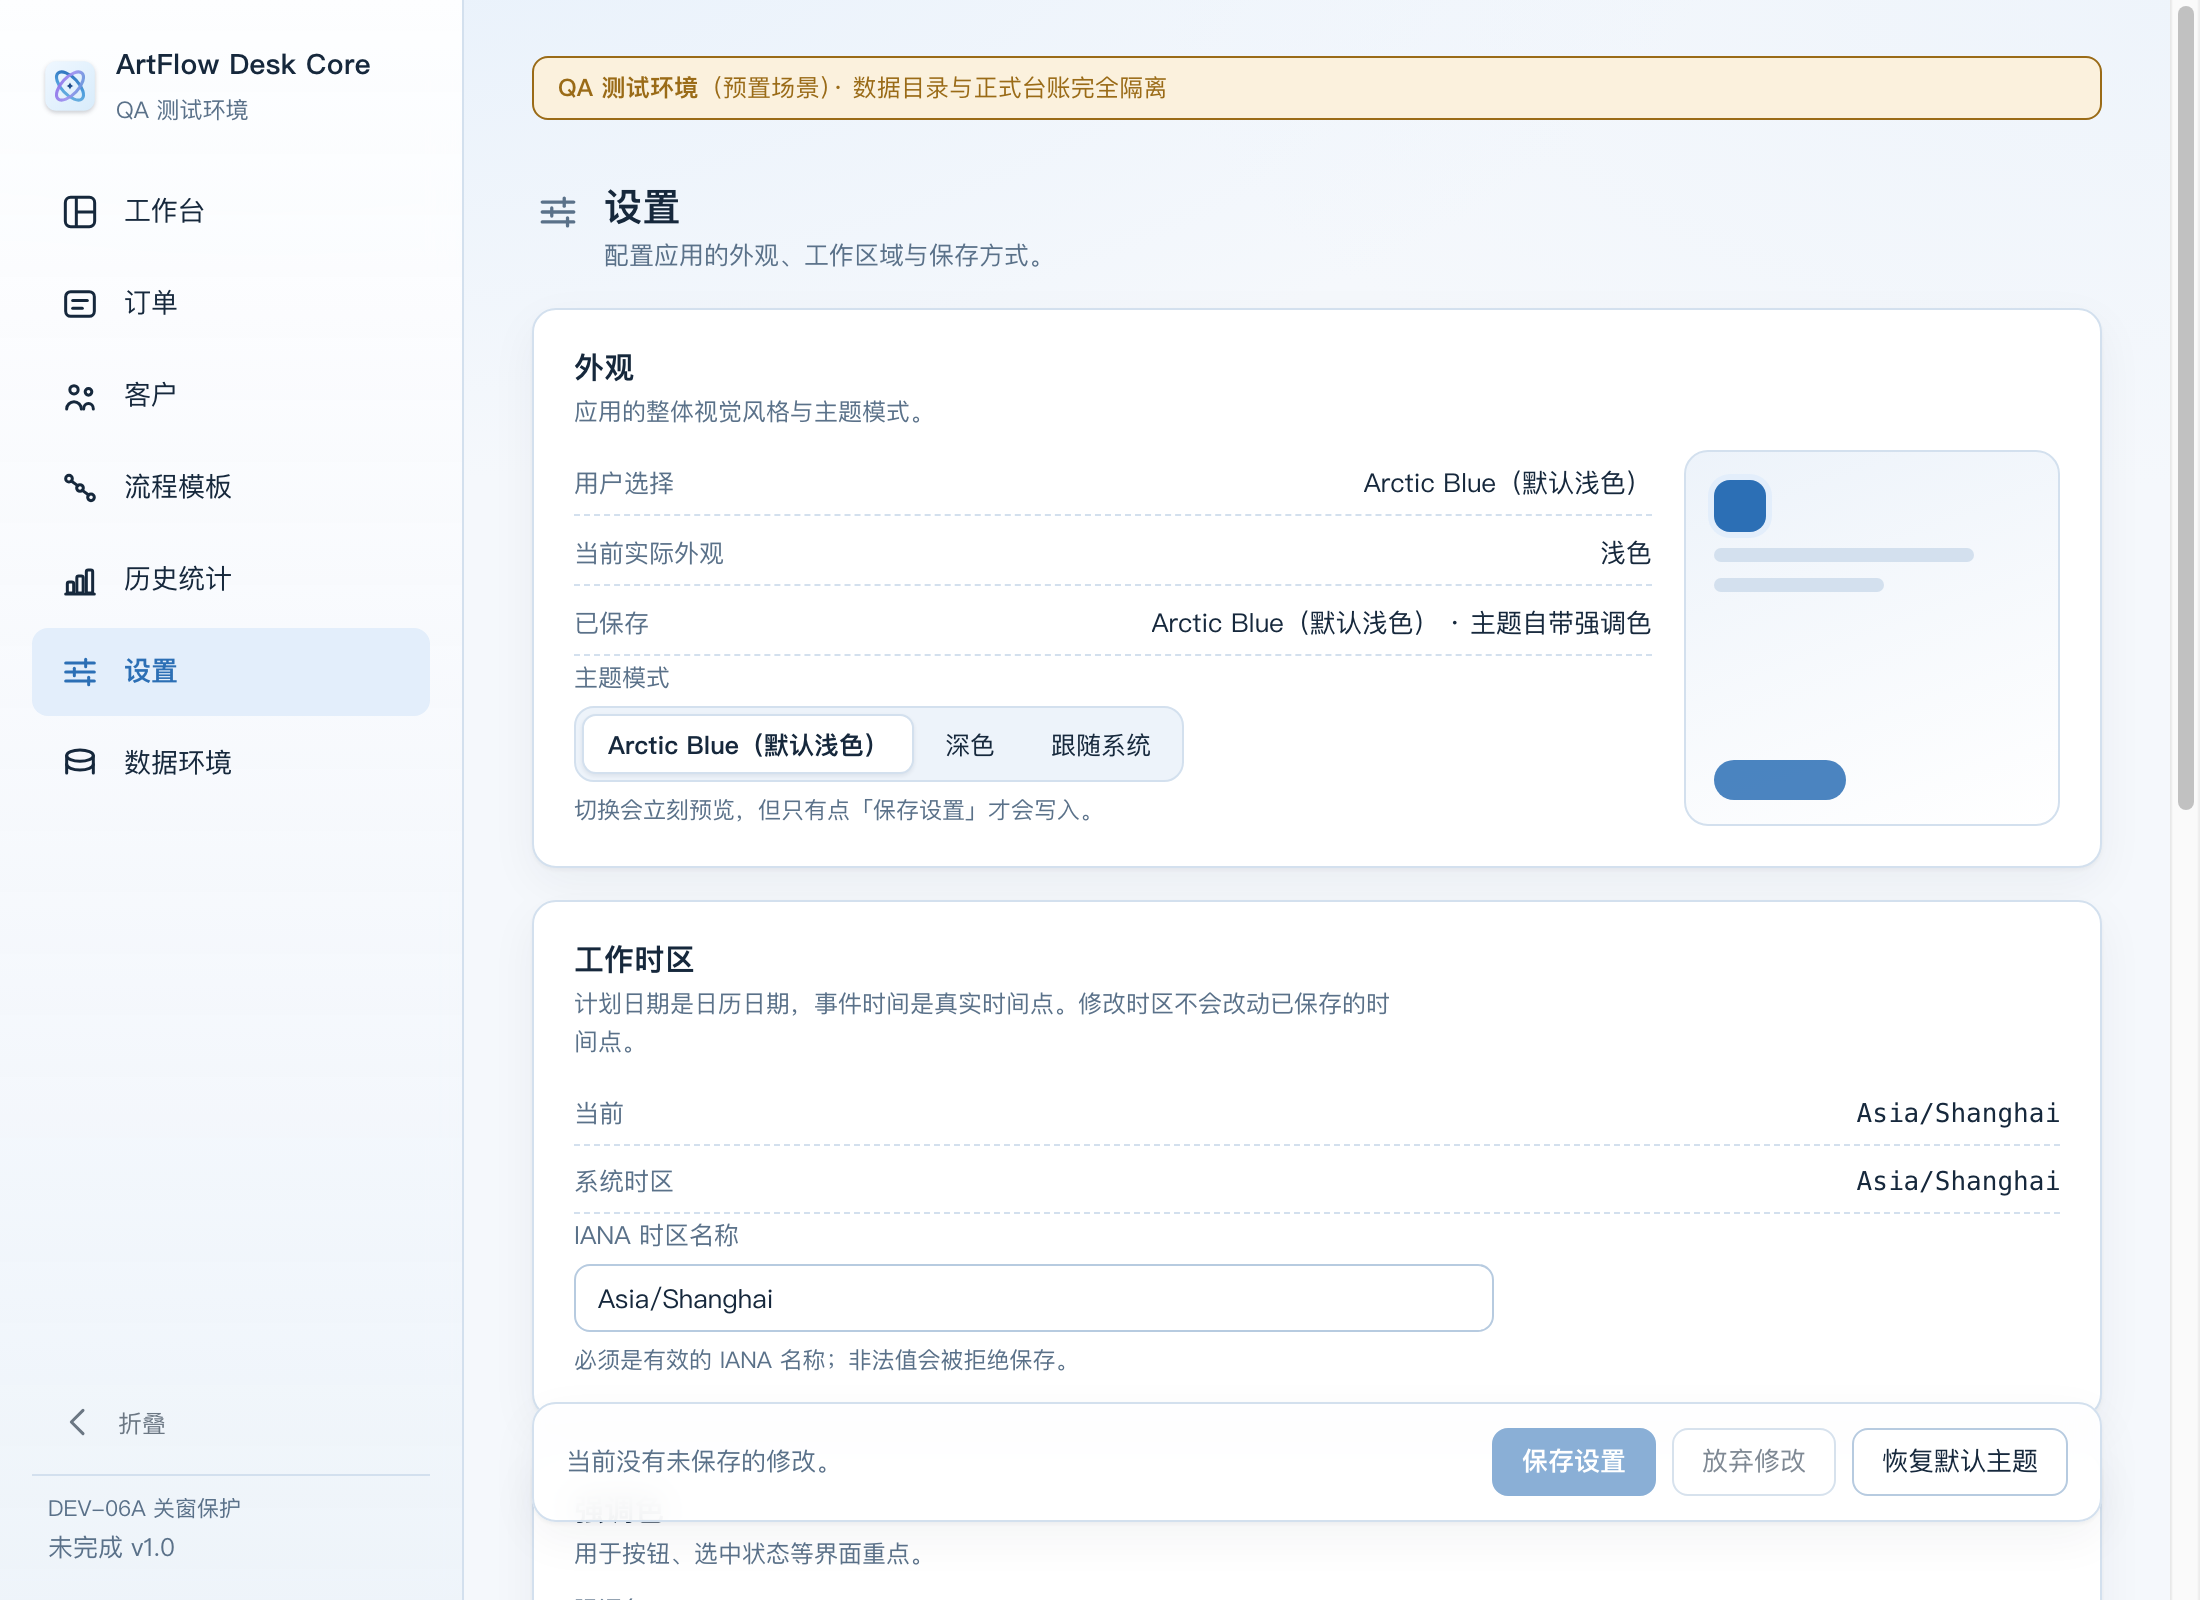 ArtFlow Desk Core
QA 测试环境
工作台
订单
客户
流程模板
历史统计
设置
数据环境
折叠
DEV-06A 关窗保护
未完成 v1.0
QA 测试环境（预置场景）· 数据目录与正式台账完全隔离
设置
配置应用的外观、工作区域与保存方式。
外观
应用的整体视觉风格与主题模式。
用户选择 Arctic Blue（默认浅色）
当前实际外观 浅色
已保存 Arctic Blue（默认浅色） · 主题自带强调色
主题模式
Arctic Blue（默认浅色） 深色 跟随系统
切换会立刻预览，但只有点「保存设置」才会写入。
工作时区
计划日期是日历日期，事件时间是真实时间点。修改时区不会改动已保存的时
间点。
当前 Asia/Shanghai
系统时区 Asia/Shanghai
IANA 时区名称
Asia/Shanghai
必须是有效的 IANA 名称；非法值会被拒绝保存。
当前没有未保存的修改。 保存设置 放弃修改 恢复默认主题
用于按钮、选中状态等界面重点。